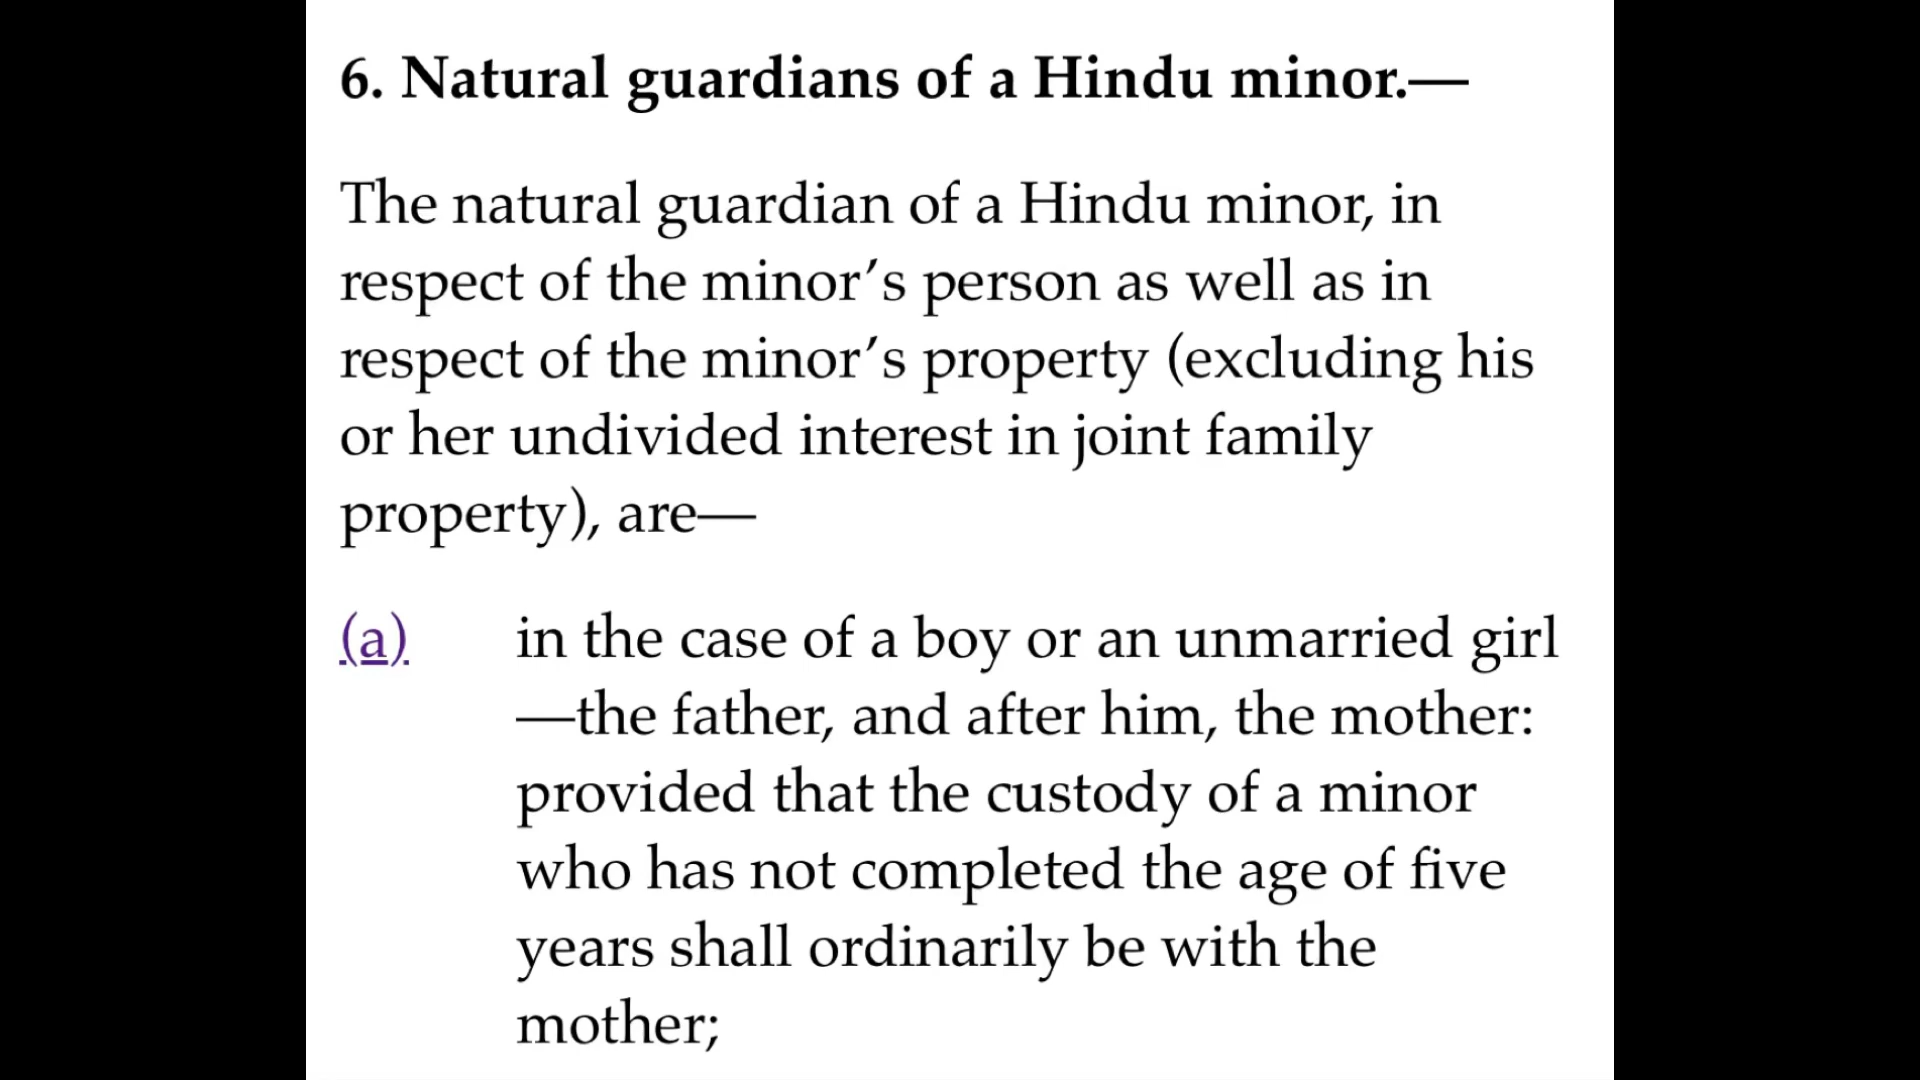 6. Natural guardians of a Hindu minor.—
The natural guardian of a Hindu minor, in
respect of the minor’s person as well as in
respect of the minor’s property (excluding his
or her undivided interest in joint family
property), are—
(a) in the case of a boy or an unmarried girl
—the father, and after him, the mother:
provided that the custody of a minor
who has not completed the age of five
years shall ordinarily be with the
mother;